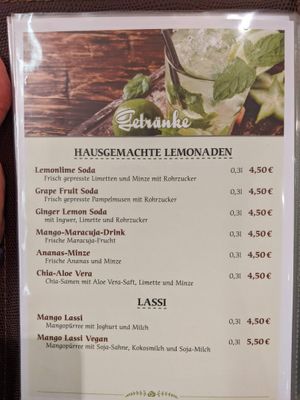 Getränke
HAUSGEMACHTE LEMONADEN
Lemonlime Soda 0,3l 4,50 €
Frisch gepresste Limetten und Minze mit Rohrzucker
Grape Fruit Soda 0,3l 4,50 €
Frisch gepresste Pampelmusen mit Rohrzucker
Ginger Lemon Soda 0,3l 4,50 €
mit Ingwer, Limette und Rohrzucker
Mango-Maracuja-Drink 0,3l 4,50 €
Frische Maracuja-Frucht
Ananas-Minze 0,3l 4,50 €
Frische Ananas und Minze
Chia-Aloe Vera 0,3l 4,50 €
Chia-Samen mit Aloe Vera-Saft, Limette und Minze
LASSI
Mango Lassi 0,3l 4,50 €
Mangopürree mit Joghurt und Milch
Mango Lassi Vegan 0,3l 5,50 €
Mangopürree mit Soja-Sahne, Kokosmilch und Soja-Milch